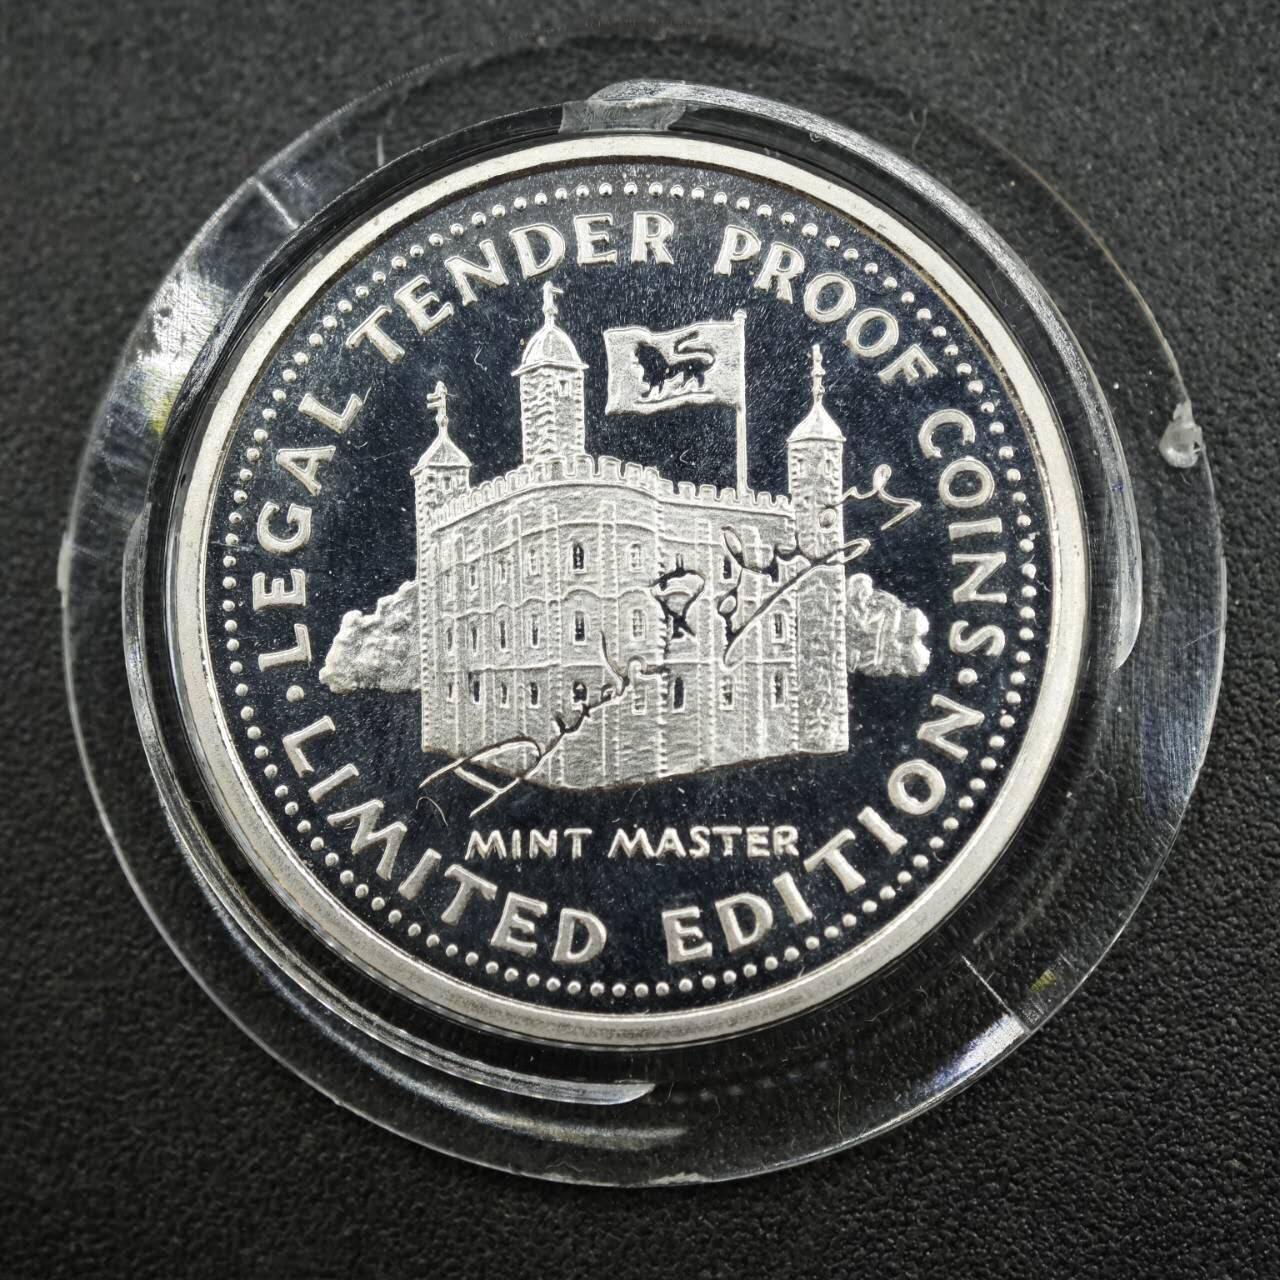 LEGAL TENDER PROOF COINS
MINT MASTER
· LIMITED EDITION ·